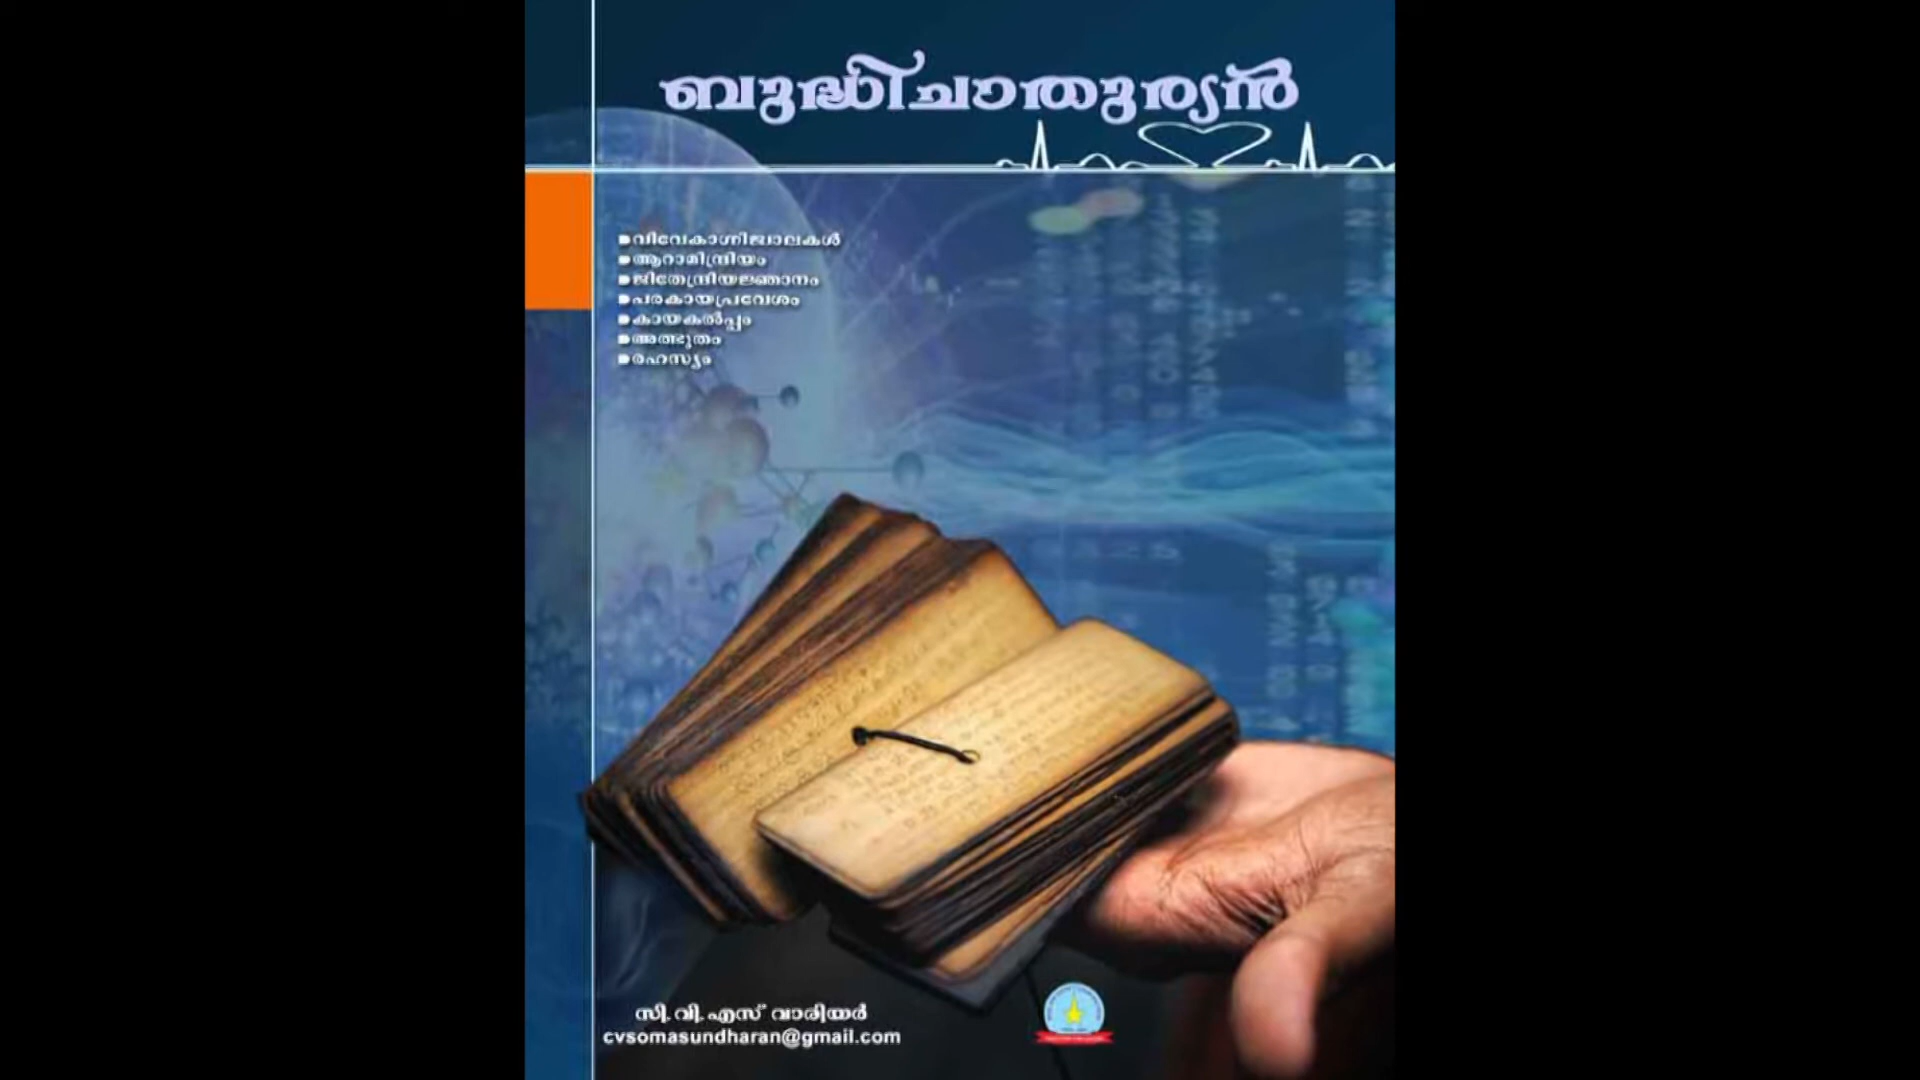 ബുദ്ധിചാതുര്യൻ
വിവേകാഗ്നിജ്വാലകൾ
ആറാമിന്ദ്രിയം
ജിതേന്ദ്രിയജ്ഞാനം
പരകായപ്രവേശം
കായകൽപ്പം
അത്ഭുതം
രഹസ്യം
സി.വി.എസ് വാരിയർ
cvsomasundharan@gmail.com